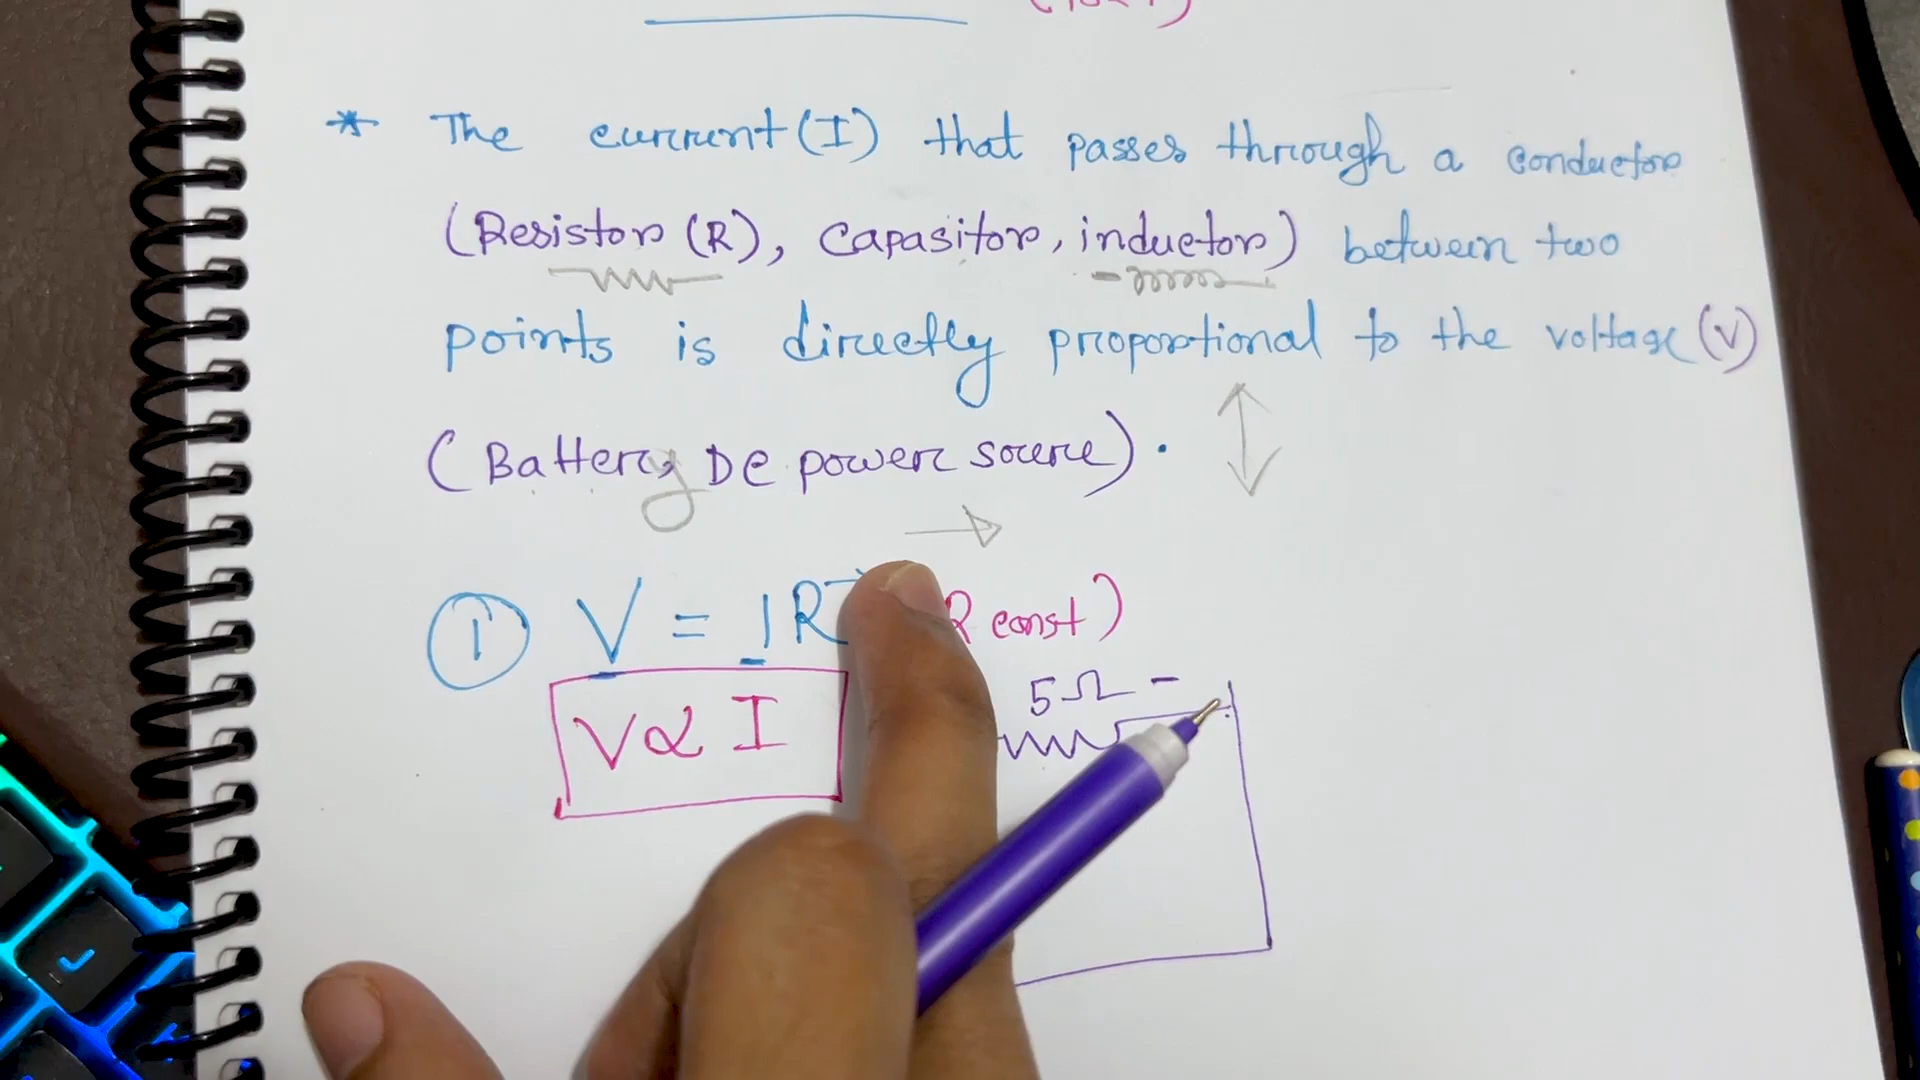 * The current (I) that passes through a conductor
(Resistor (R), Capasitor, inductor) between two
points is directly proportional to the voltage (V)
(Battery, DC power source).
① V = IR R const)
V ∝ I
5Ω -